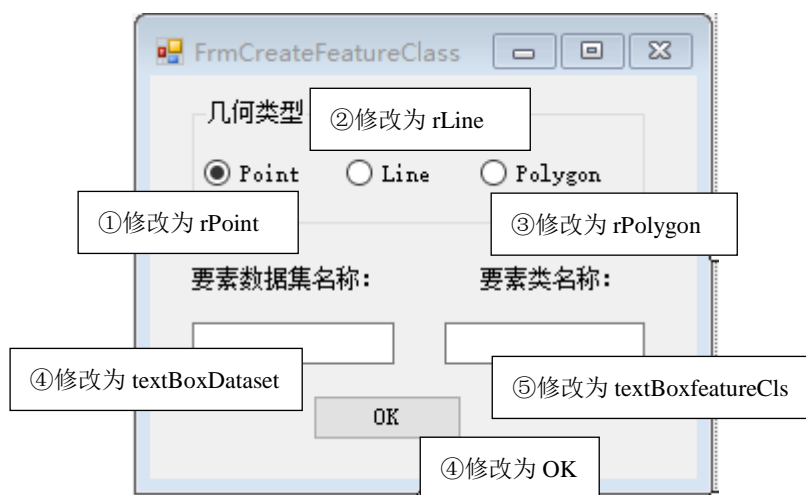 FrmCreateFeatureClass
几何类型
②修改为 rLine
Point
Line
Polygon
①修改为 rPoint
③修改为 rPolygon
要素数据集名称：
要素类名称：
④修改为 textBoxDataset
⑤修改为 textBoxfeatureCls
OK
④修改为 OK